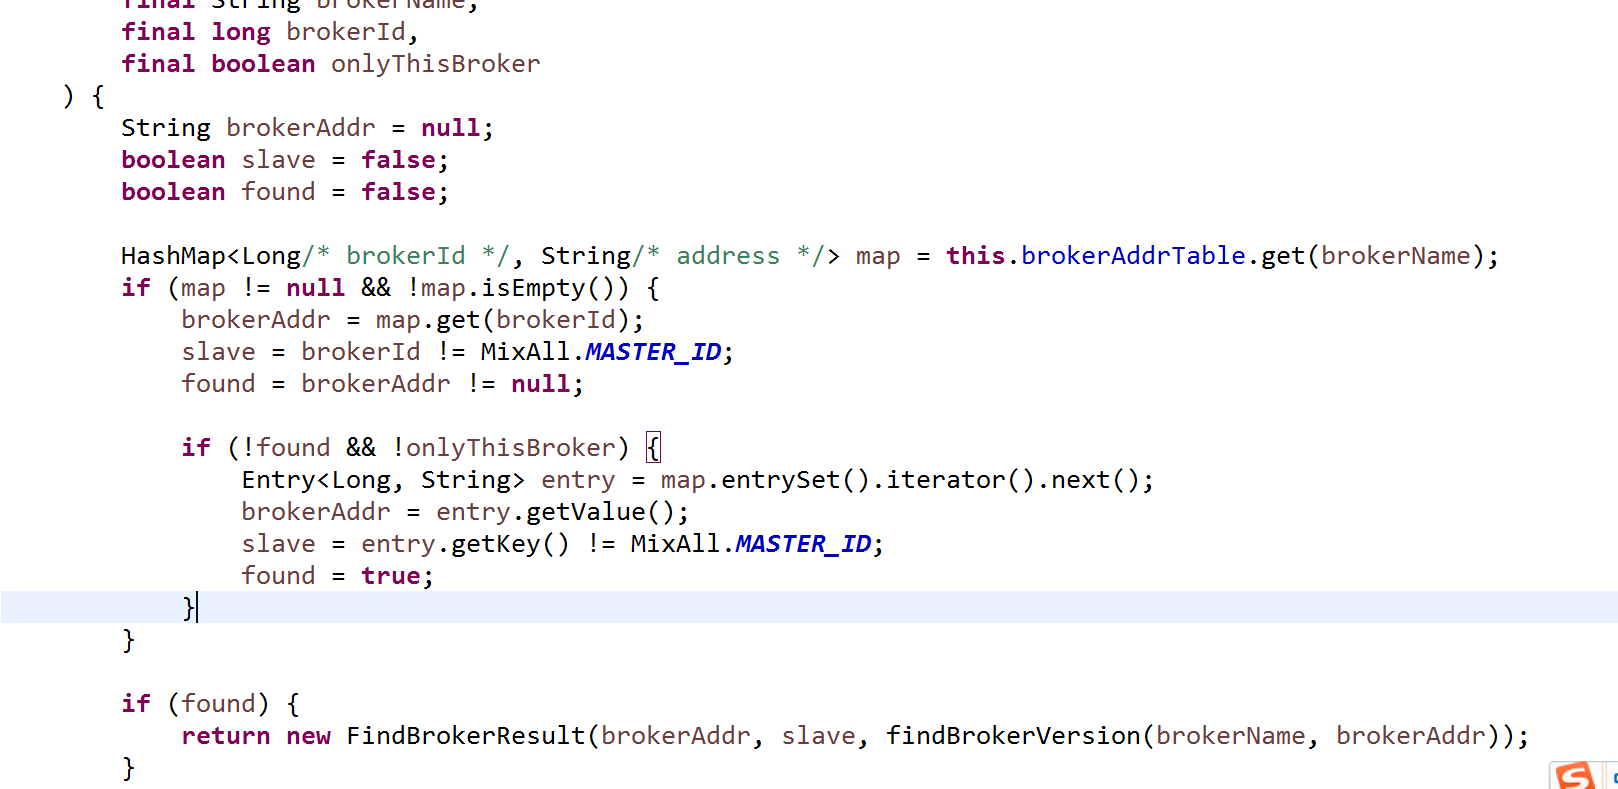 final String brokerName,
final long brokerId,
final boolean onlyThisBroker
) {
String brokerAddr = null;
boolean slave = false;
boolean found = false;
HashMap<Long/* brokerId */, String/* address */> map = this.brokerAddrTable.get(brokerName);
if (map != null && !map.isEmpty()) {
brokerAddr = map.get(brokerId);
slave = brokerId != MixAll.MASTER_ID;
found = brokerAddr != null;
if (!found && !onlyThisBroker) {
Entry<Long, String> entry = map.entrySet().iterator().next();
brokerAddr = entry.getValue();
slave = entry.getKey() != MixAll.MASTER_ID;
found = true;
}
}
if (found) {
return new FindBrokerResult(brokerAddr, slave, findBrokerVersion(brokerName, brokerAddr));
}